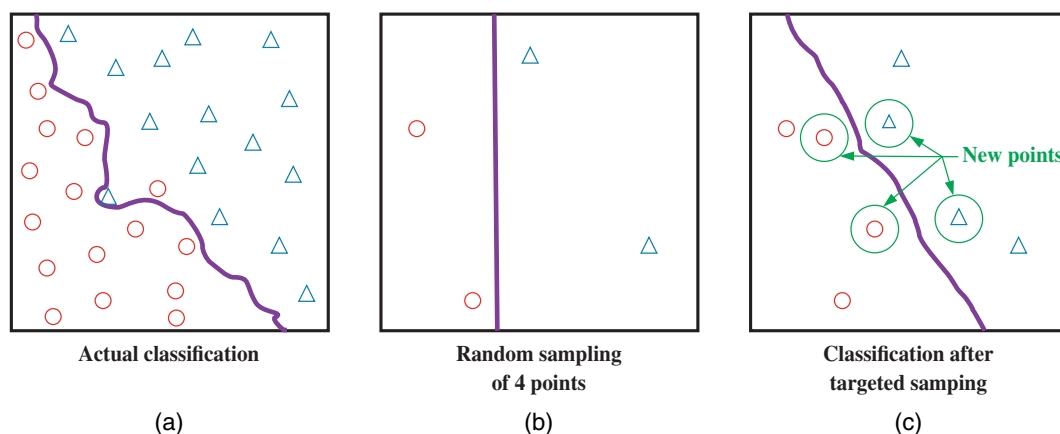 New points
Actual classification
Random sampling
of 4 points
Classification after
targeted samping
(a)
(b)
(c)